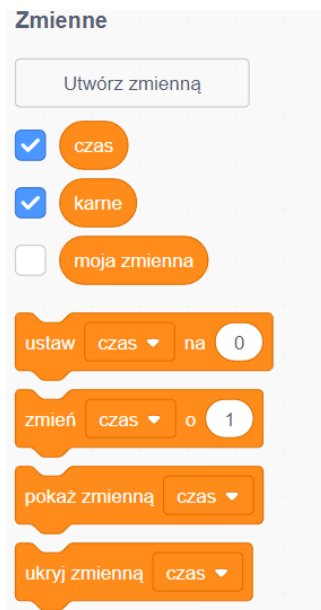 Zmienne
Utwórz zmienną
czas
karne
moja zmienna
ustaw czas na 0
zmień czas o 1
pokaż zmienną czas
ukryj zmienną czas